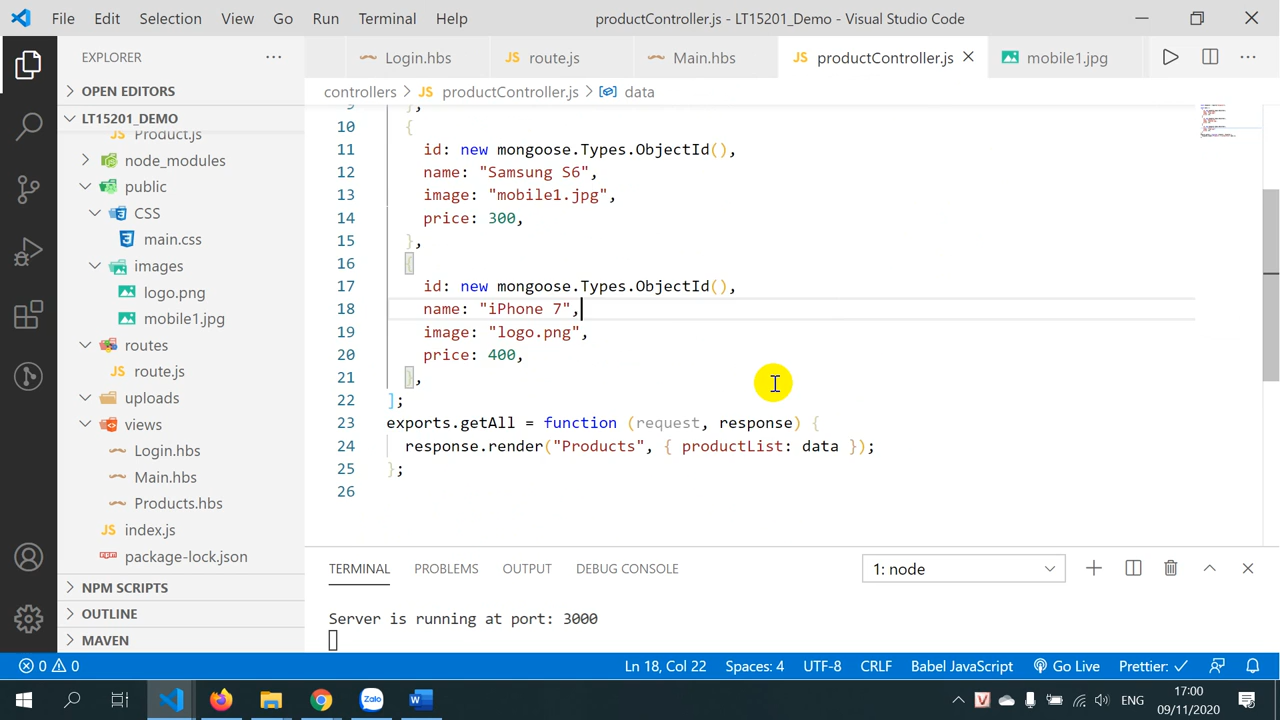 File Edit Selection View Go Run Terminal Help productController.js - LT15201_Demo - Visual Studio Code
EXPLORER
Login.hbs route.js Main.hbs productController.js mobile1.jpg
OPEN EDITORS
controllers > productController.js > data
LT15201_DEMO
Product.js
node_modules
public
CSS
main.css
images
logo.png
mobile1.jpg
routes
route.js
uploads
views
Login.hbs
Main.hbs
Products.hbs
index.js
package-lock.json
NPM SCRIPTS
OUTLINE
MAVEN
9 },
10 {
11 id: new mongoose.Types.ObjectId(),
12 name: "Samsung S6",
13 image: "mobile1.jpg",
14 price: 300,
15 },
16 {
17 id: new mongoose.Types.ObjectId(),
18 name: "iPhone 7",
19 image: "logo.png",
20 price: 400,
21 },
22 ];
23 exports.getAll = function (request, response) {
24 response.render("Products", { productList: data });
25 };
26
TERMINAL PROBLEMS OUTPUT DEBUG CONSOLE 1: node
Server is running at port: 3000
0 0 Ln 18, Col 22 Spaces: 4 UTF-8 CRLF Babel JavaScript Go Live Prettier: ✓
Zalo ENG 17:00
09/11/2020